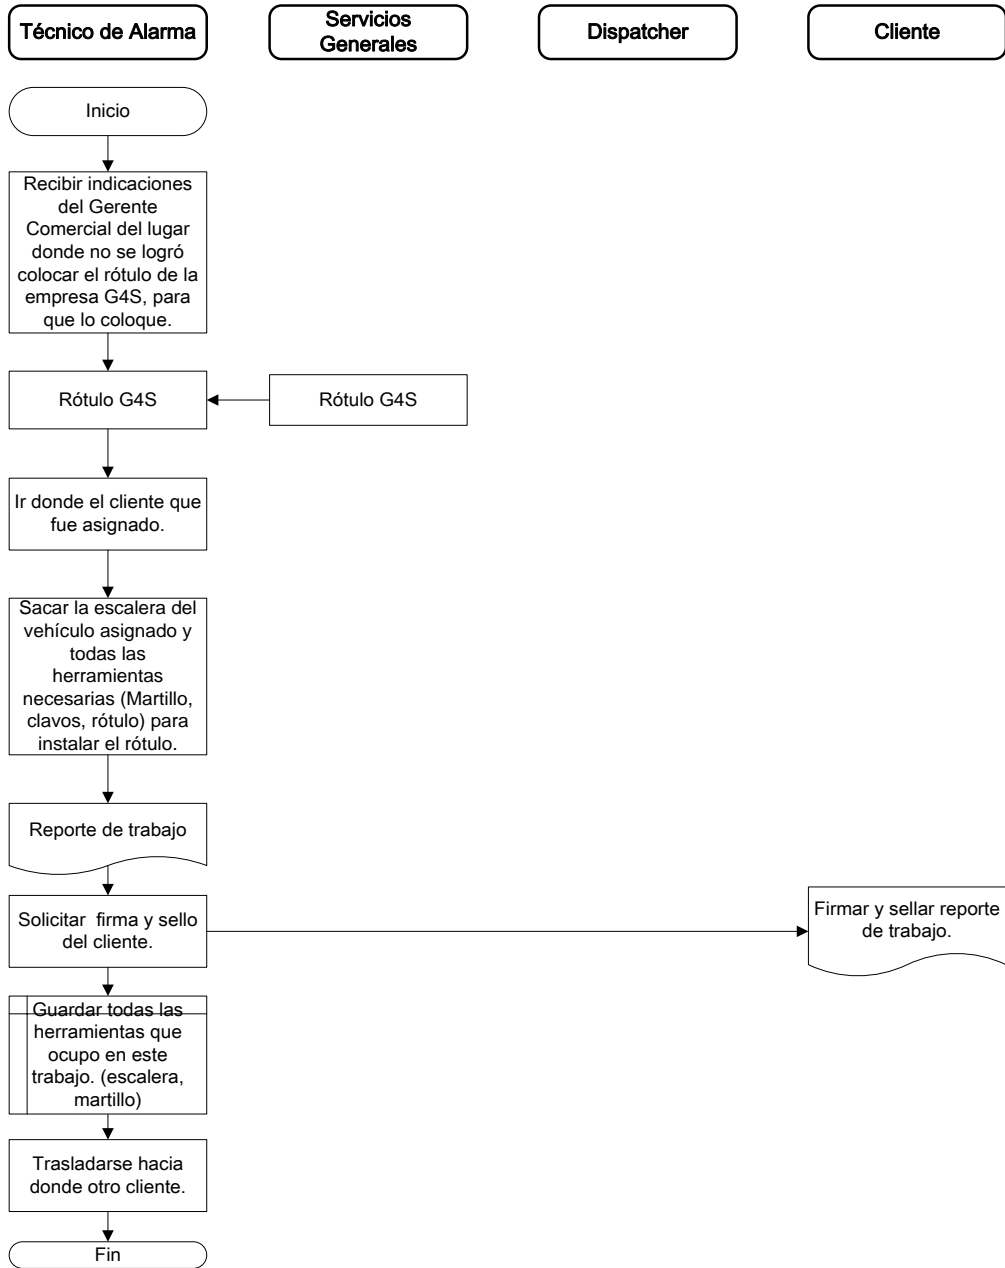 Técnico de Alarma
Servicios
Generales
Dispatcher
Cliente
Inicio
Recibir indicaciones
del Gerente
Comercial del lugar
donde no se logró
colocar el rótulo de la
empresa G4S, para
que lo coloque.
Rótulo G4S
Rótulo G4S
Ir donde el cliente que
fue asignado.
Sacar la escalera del
vehículo asignado y
todas las
herramientas
necesarias (Martillo,
clavos, rótulo) para
instalar el rótulo.
Reporte de trabajo
Solicitar firma y sello
del cliente.
Firmar y sellar reporte
de trabajo.
Guardar todas las
herramientas que
ocupo en este
trabajo. (escalera,
martillo)
Trasladarse hacia
donde otro cliente.
Fin